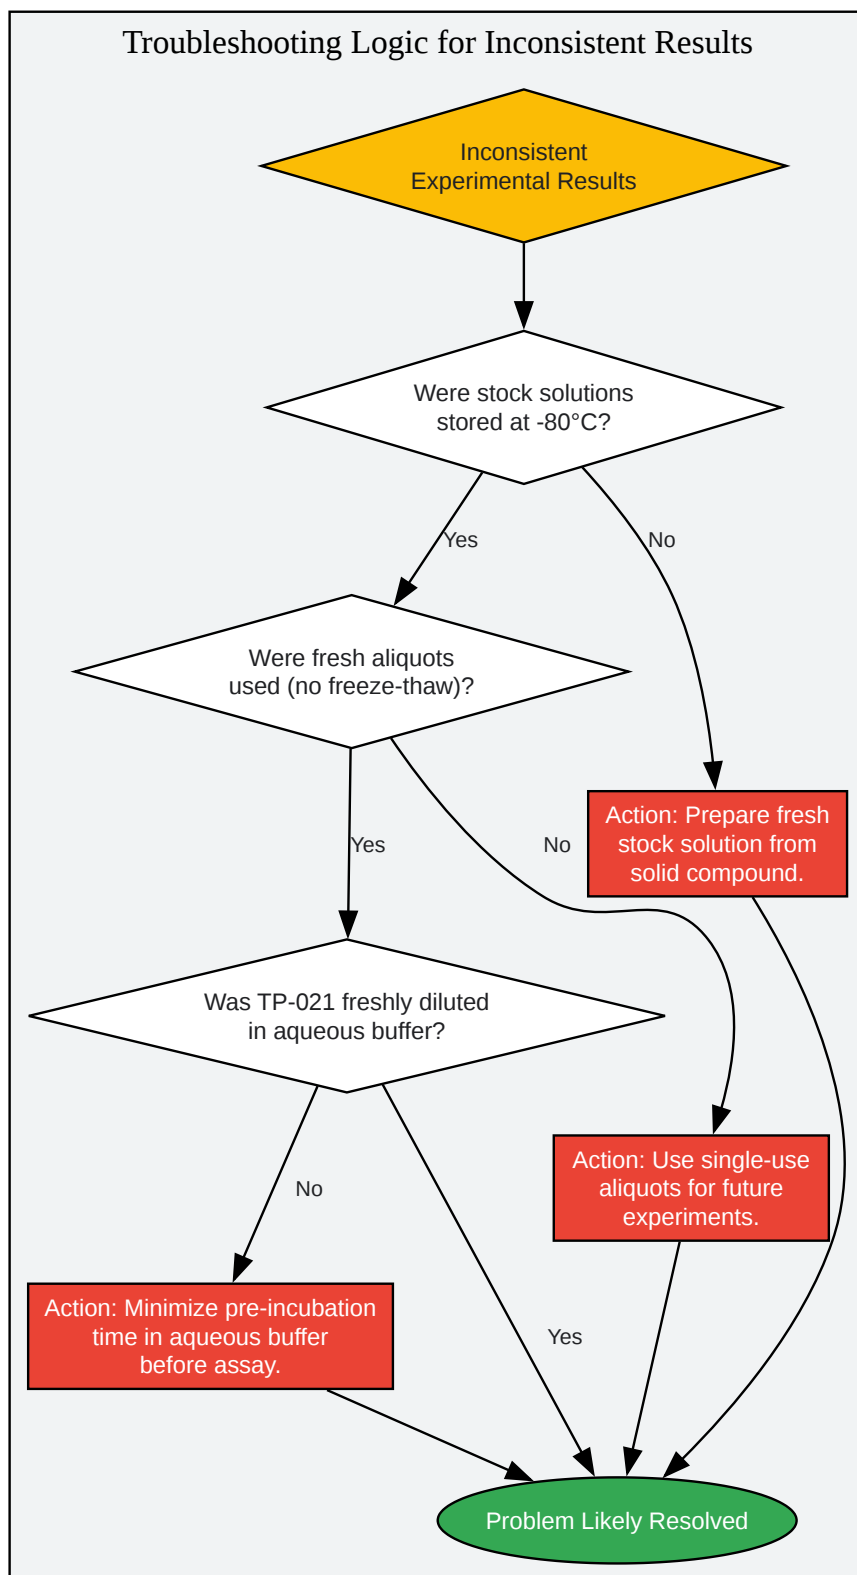 Troubleshooting Logic for Inconsistent Results
Inconsistent
Experimental Results
Were stock solutions
stored at -80°C?
Yes
No
Were fresh aliquots
used (no freeze-thaw)?
Action: Prepare fresh
stock solution from
solid compound.
Yes
No
Was TP-021 freshly diluted
in aqueous buffer?
Action: Use single-use
aliquots for future
experiments.
No
Action: Minimize pre-incubation
time in aqueous buffer
before assay.
Yes
Problem Likely Resolved